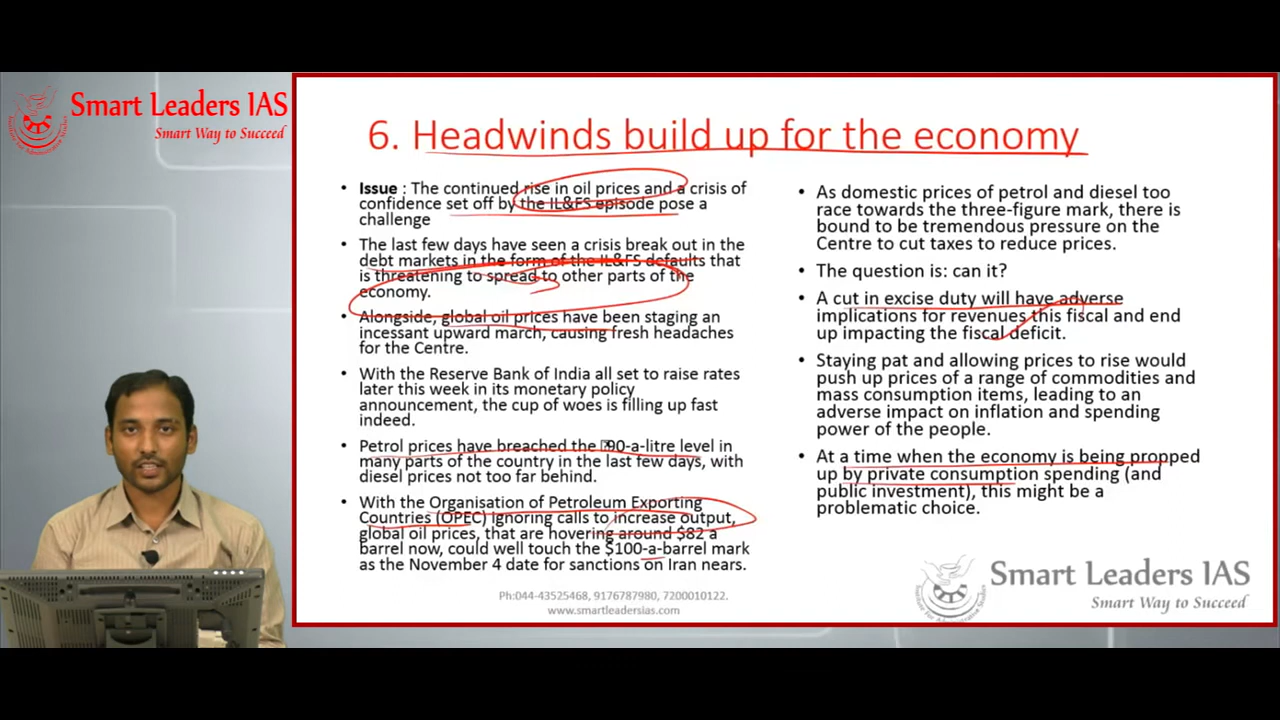 Smart Leaders IAS
Smart Way to Succeed
6. Headwinds build up for the economy
• Issue : The continued rise in oil prices and a crisis of
confidence set off by the IL&FS episode pose a
challenge
• The last few days have seen a crisis break out in the
debt markets in the form of the IL&FS defaults that
is threatening to spread to other parts of the
economy.
• Alongside, global oil prices have been staging an
incessant upward march, causing fresh headaches
for the Centre.
• With the Reserve Bank of India all set to raise rates
later this week in its monetary policy
announcement, the cup of woes is filling up fast
indeed.
• Petrol prices have breached the 90-a-litre level in
many parts of the country in the last few days, with
diesel prices not too far behind.
• With the Organisation of Petroleum Exporting
Countries (OPEC) ignoring calls to increase output,
global oil prices, that are hovering around $82 a
barrel now, could well touch the $100-a-barrel mark
as the November 4 date for sanctions on Iran nears.
• As domestic prices of petrol and diesel too
race towards the three-figure mark, there is
bound to be tremendous pressure on the
Centre to cut taxes to reduce prices.
• The question is: can it?
• A cut in excise duty will have adverse
implications for revenues this fiscal and end
up impacting the fiscal deficit.
• Staying pat and allowing prices to rise would
push up prices of a range of commodities and
mass consumption items, leading to an
adverse impact on inflation and spending
power of the people.
• At a time when the economy is being propped
up by private consumption spending (and
public investment), this might be a
problematic choice.
Ph:044-43525468, 9176787980, 7200010122.
www.smartleadersias.com
Smart Leaders IAS
Smart Way to Succeed